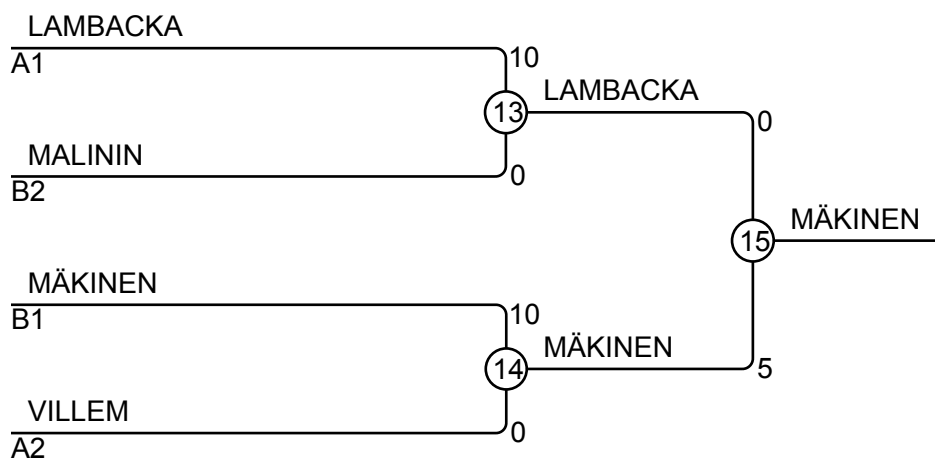 LAMBACKA
A1
10
13
LAMBACKA
0
MALININ
B2
0
15
MÄKINEN
MÄKINEN
B1
10
14
MÄKINEN
5
VILLEM
A2
0